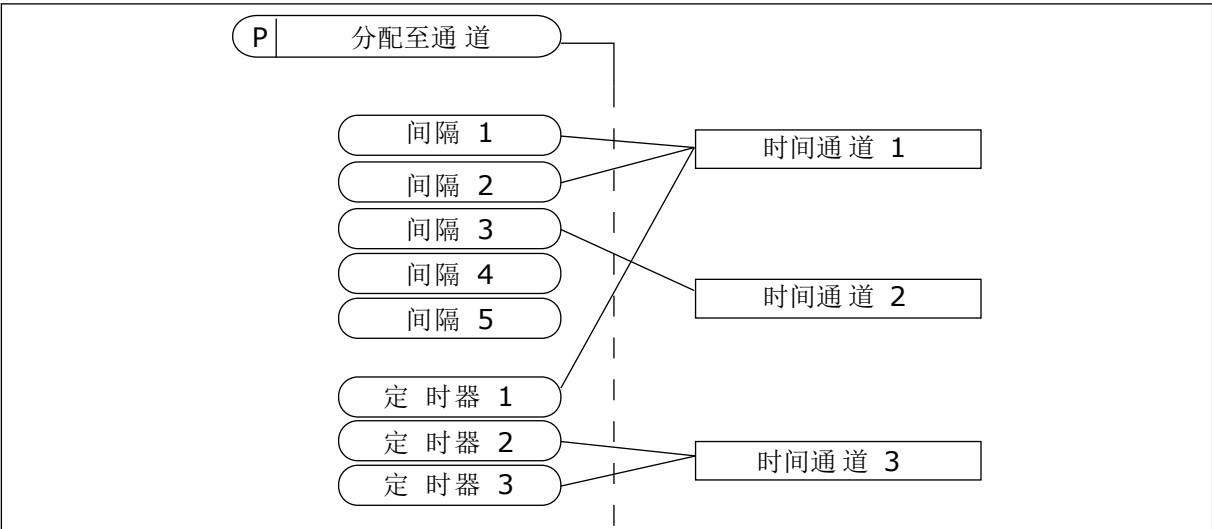 P 分配至通道
间隔 1
时间通道 1
间隔 2
间隔 3
间隔 4
时间通道 2
间隔 5
定时器 1
定时器 2
时间通道 3
定时器 3